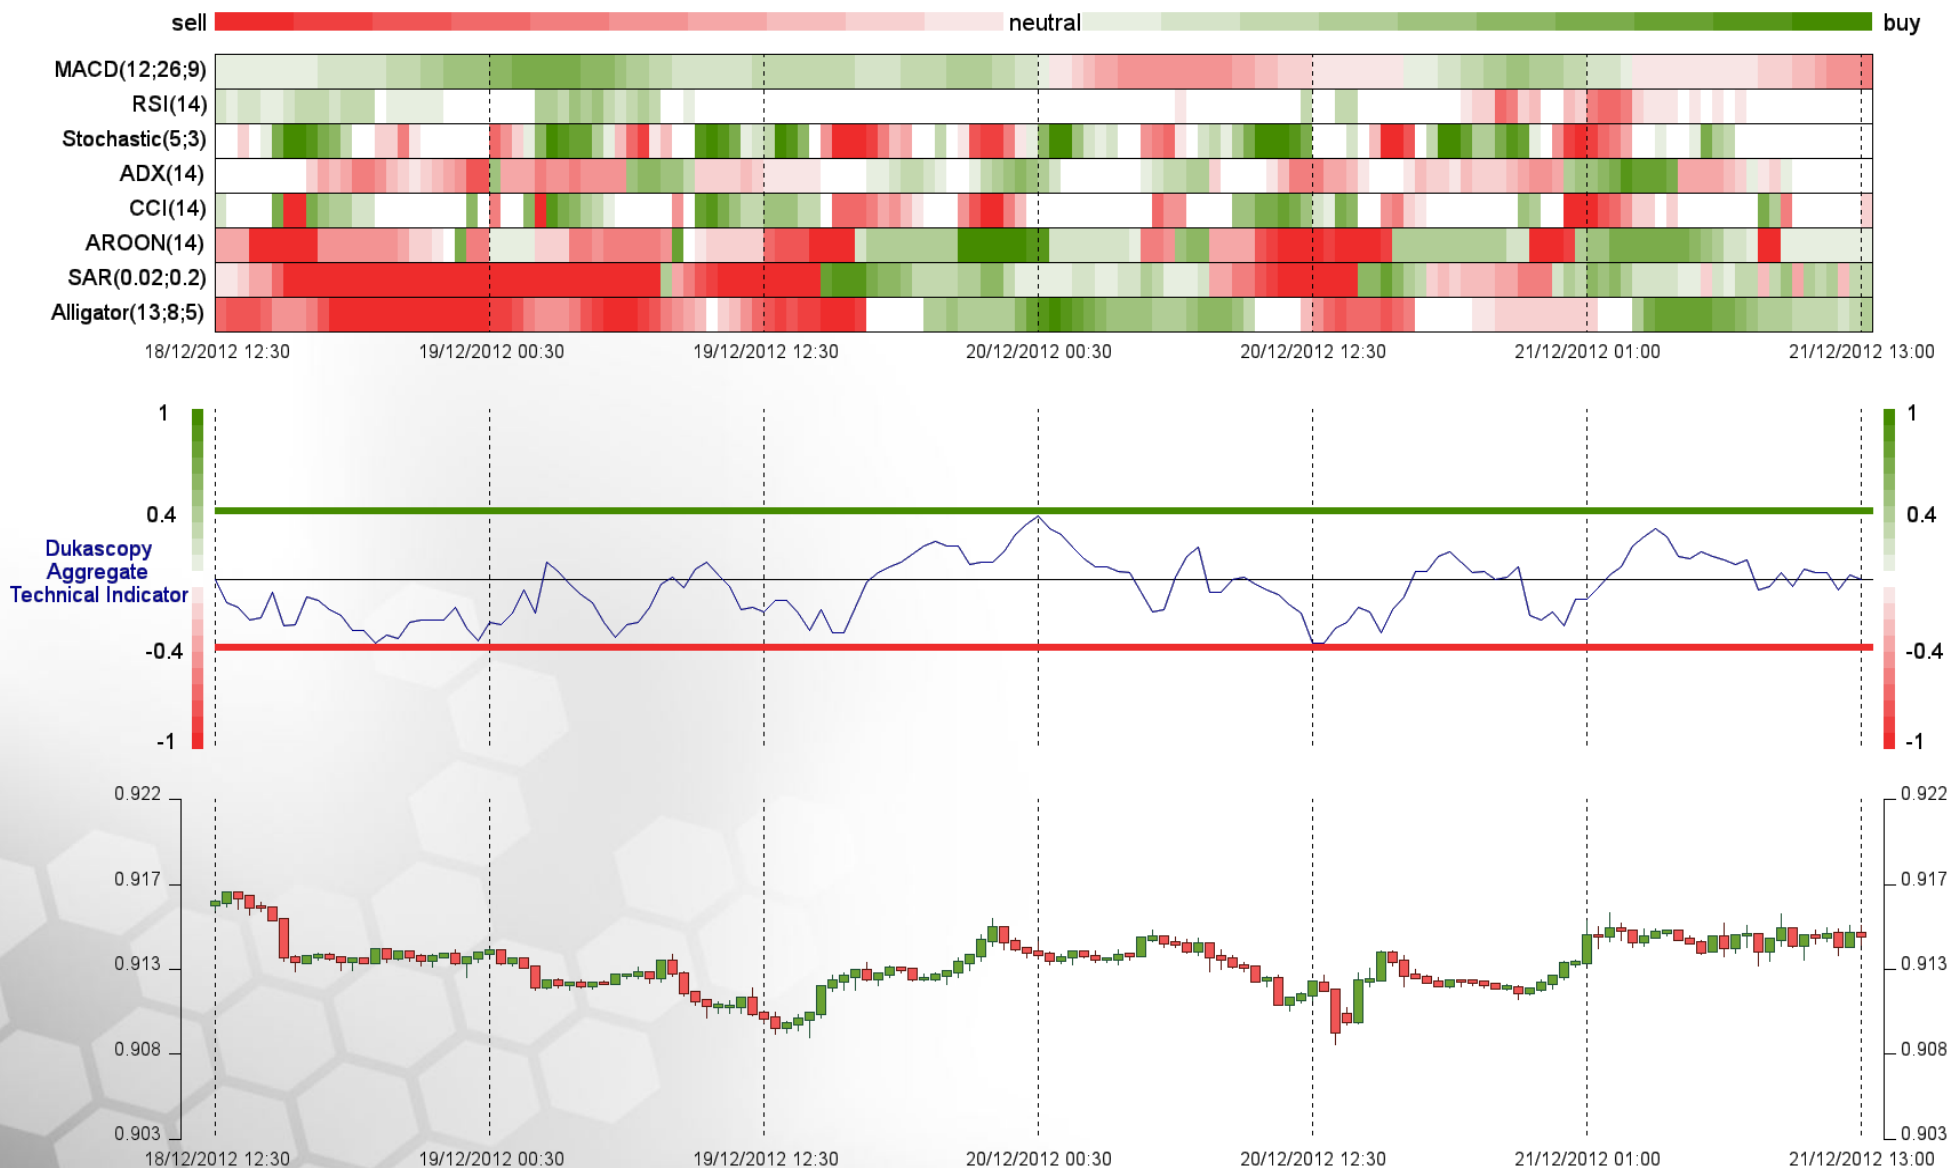 sell neutral buy
MACD(12;26;9)
RSI(14)
Stochastic(5;3)
ADX(14)
CCI(14)
AROON(14)
SAR(0.02;0.2)
Alligator(13;8;5)
18/12/2012 12:30 19/12/2012 00:30 19/12/2012 12:30 20/12/2012 00:30 20/12/2012 12:30 21/12/2012 01:00 21/12/2012 13:00
1 1
0.4 0.4
Dukascopy
Aggregate
Technical Indicator
-0.4 -0.4
-1 -1
0.922 0.922
0.917 0.917
0.913 0.913
0.908 0.908
0.903 0.903
18/12/2012 12:30 19/12/2012 00:30 19/12/2012 12:30 20/12/2012 00:30 20/12/2012 12:30 21/12/2012 01:00 21/12/2012 13:00